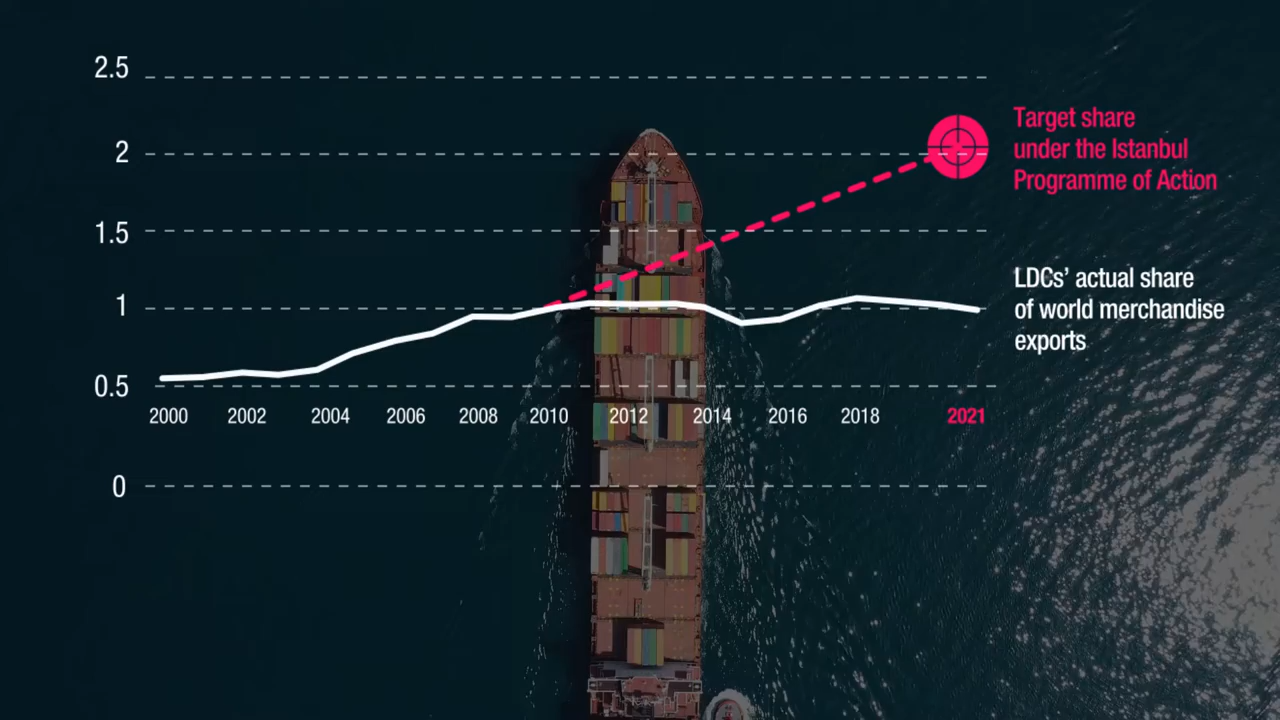 2.5
2
1.5
1
0.5
0
2000 2002 2004 2006 2008 2010 2012 2014 2016 2018 2021
Target share
under the Istanbul
Programme of Action
LDCs’ actual share
of world merchandise
exports